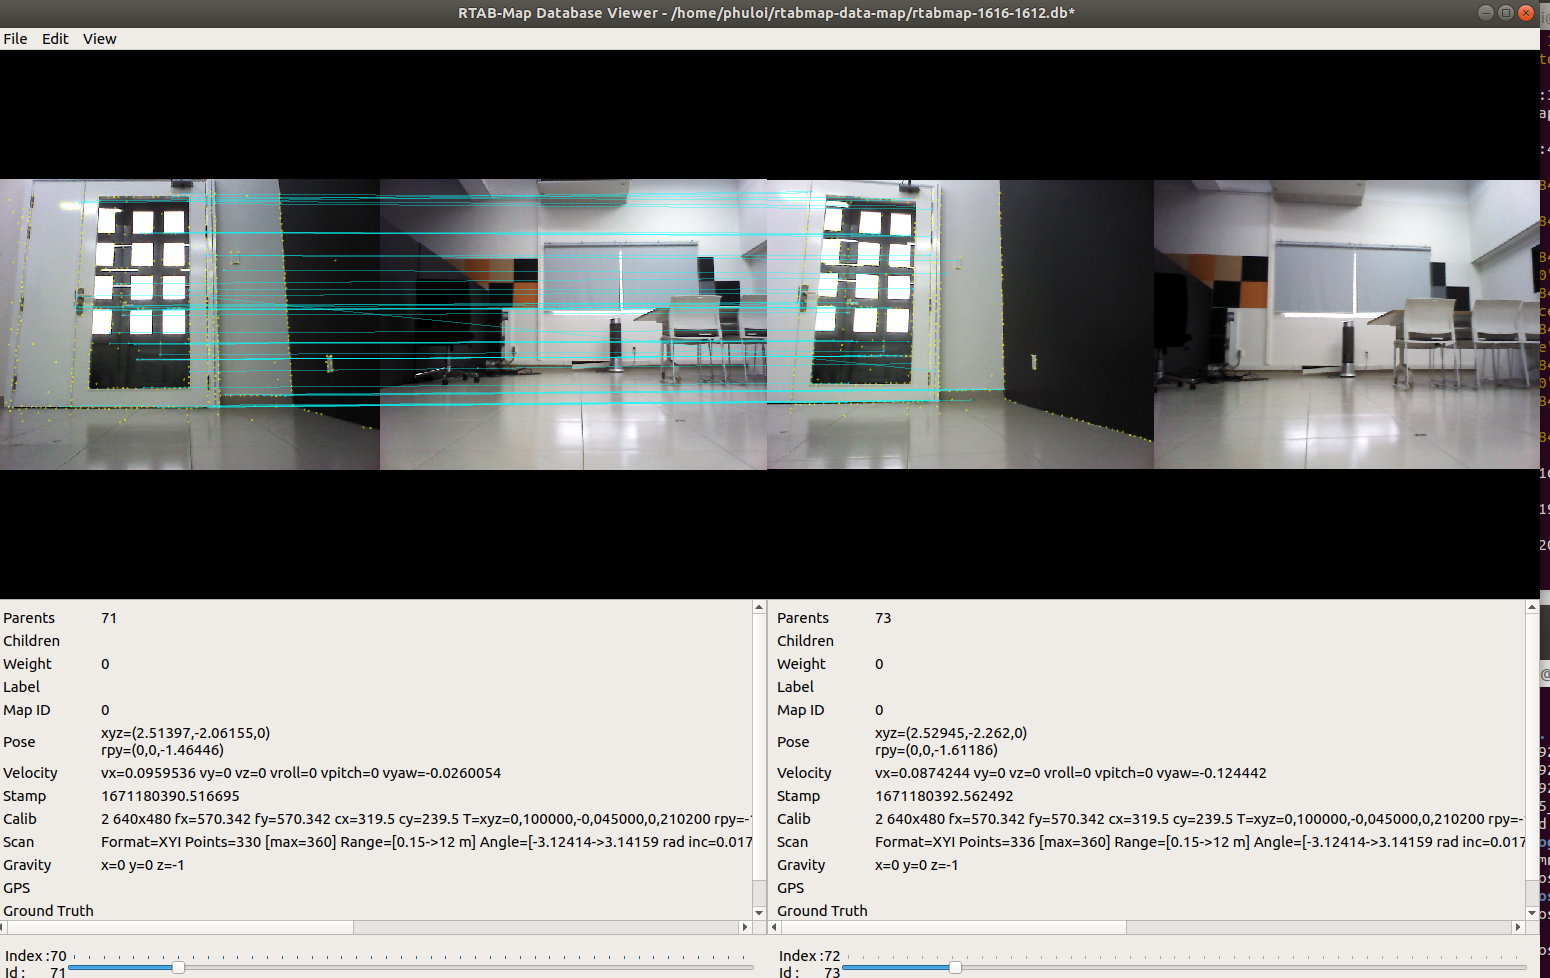 RTAB-Map Database Viewer - /home/phuloi/rtabmap-data-map/rtabmap-1616-1612.db*
File Edit View
Parents 71
Children
Weight 0
Label
Map ID 0
Pose xyz=(2.51397,-2.06155,0)
rpy=(0,0,-1.46446)
Velocity vx=0.0959536 vy=0 vz=0 vroll=0 vpitch=0 vyaw=-0.0260054
Stamp 1671180390.516695
Calib 2 640x480 fx=570.342 fy=570.342 cx=319.5 cy=239.5 T=xyz=0,100000,-0,045000,0,210200 rpy=-
Scan Format=XYI Points=330 [max=360] Range=[0.15->12 m] Angle=[-3.12414->3.14159 rad inc=0.017
Gravity x=0 y=0 z=-1
GPS
Ground Truth
Index :70
Id : 71
Parents 73
Children
Weight 0
Label
Map ID 0
Pose xyz=(2.52945,-2.262,0)
rpy=(0,0,-1.61186)
Velocity vx=0.0874244 vy=0 vz=0 vroll=0 vpitch=0 vyaw=-0.124442
Stamp 1671180392.562492
Calib 2 640x480 fx=570.342 fy=570.342 cx=319.5 cy=239.5 T=xyz=0,100000,-0,045000,0,210200 rpy=-
Scan Format=XYI Points=336 [max=360] Range=[0.15->12 m] Angle=[-3.12414->3.14159 rad inc=0.017
Gravity x=0 y=0 z=-1
GPS
Ground Truth
Index :72
Id : 73